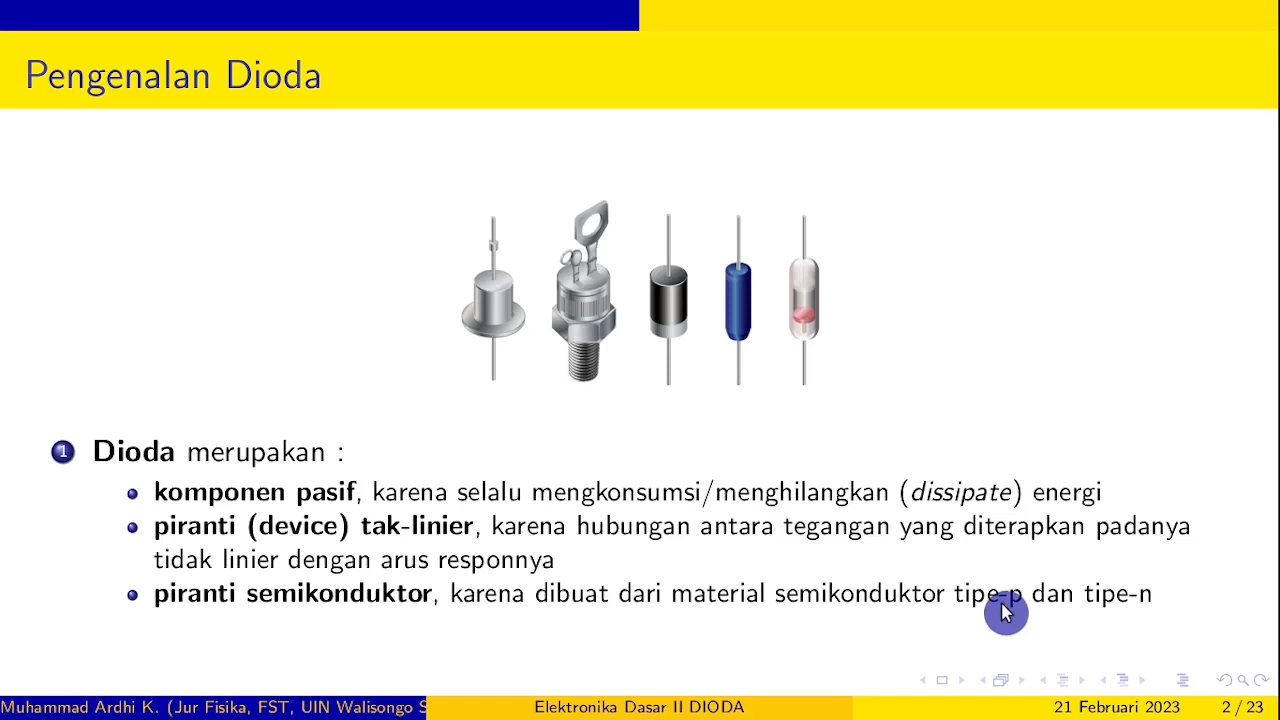 Pengenalan Dioda
1 Dioda merupakan :
komponen pasif, karena selalu mengkonsumsi/menghilangkan (dissipate) energi
piranti (device) tak-linier, karena hubungan antara tegangan yang diterapkan padanya
tidak linier dengan arus responnya
piranti semikonduktor, karena dibuat dari material semikonduktor tipe-p dan tipe-n
Muhammad Ardhi K. (Jur Fisika, FST, UIN Walisongo S
Elektronika Dasar II DIODA
21 Februari 2023
2 / 23